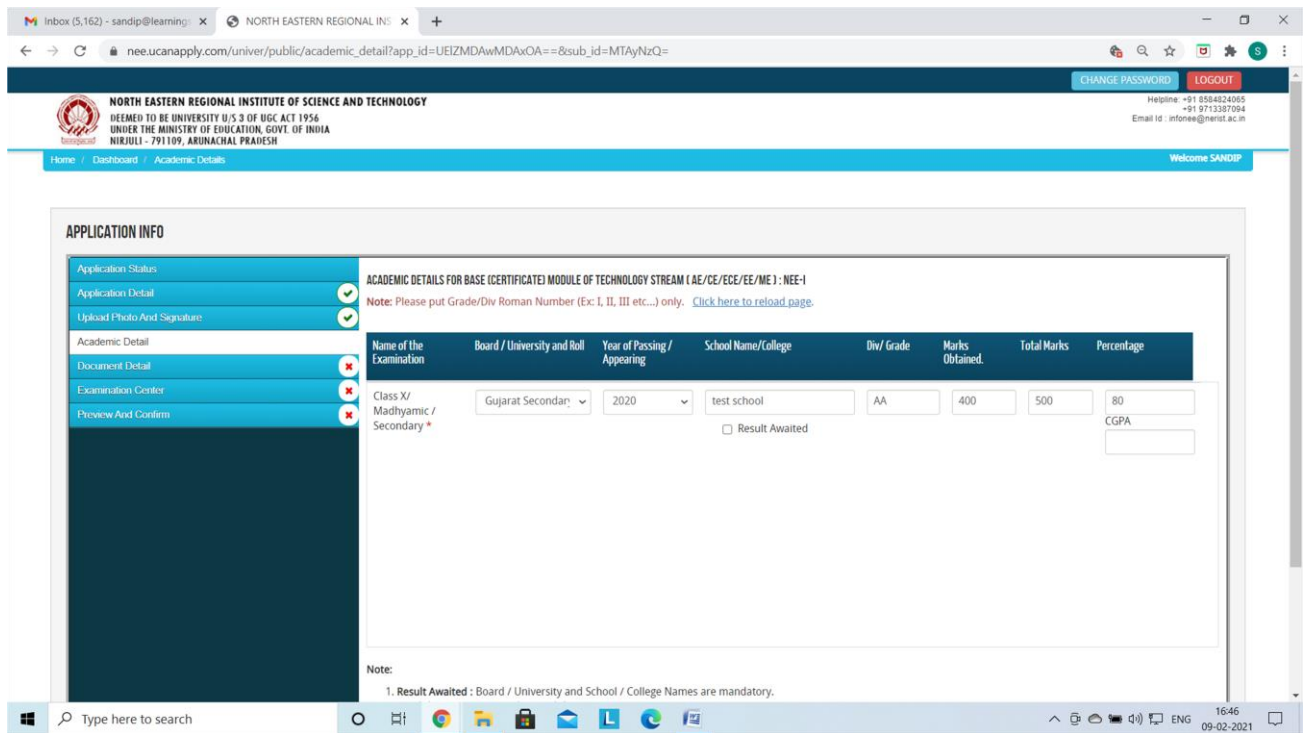 Inbox (5,162) - sandip@learning
NORTH EASTERN REGIONAL INS
nee.ucanapply.com/univer/public/academic_detail?app_id=UElZMDAwMDAxOA==&sub_id=MTAyNzQ=
S
CHANGE PASSWORD LOGOUT
NORTH EASTERN REGIONAL INSTITUTE OF SCIENCE AND TECHNOLOGY
DEEMED TO BE UNIVERSITY U/S 3 OF UGC ACT 1956
UNDER THE MINISTRY OF EDUCATION, GOVT. OF INDIA
NIRJULI - 791109, ARUNACHAL PRADESH
Helpline: +91 8584824065
+91 9713387094
Email Id : infonee@nerist.ac.in
Home / Dashboard / Academic Details
Welcome SANDIP
APPLICATION INFO
Application Status
Application Detail
Upload Photo And Signature
Academic Detail
Document Detail
Examination Center
Preview And Confirm
ACADEMIC DETAILS FOR BASE (CERTIFICATE) MODULE OF TECHNOLOGY STREAM ( AE/CE/ECE/EE/ME ) : NEE-I
Note: Please put Grade/Div Roman Number (Ex: I, II, III etc...) only. Click here to reload page.
Name of the Examination Board / University and Roll Year of Passing / Appearing School Name/College Div/ Grade Marks Obtained. Total Marks Percentage
Class X/ Madhyamic / Secondary * Gujarat Secondary 2020 test school AA 400 500 80
Result Awaited
CGPA
Note:
1. Result Awaited : Board / University and School / College Names are mandatory.
Type here to search
L
ENG
16:46
09-02-2021